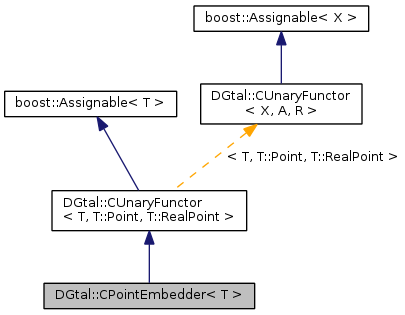 boost::Assignable< X >
boost::Assignable< T >
DGtal::CUnaryFunctor
< X, A, R >
< T, T::Point, T::RealPoint >
DGtal::CUnaryFunctor
< T, T::Point, T::RealPoint >
DGtal::CPointEmbedder< T >